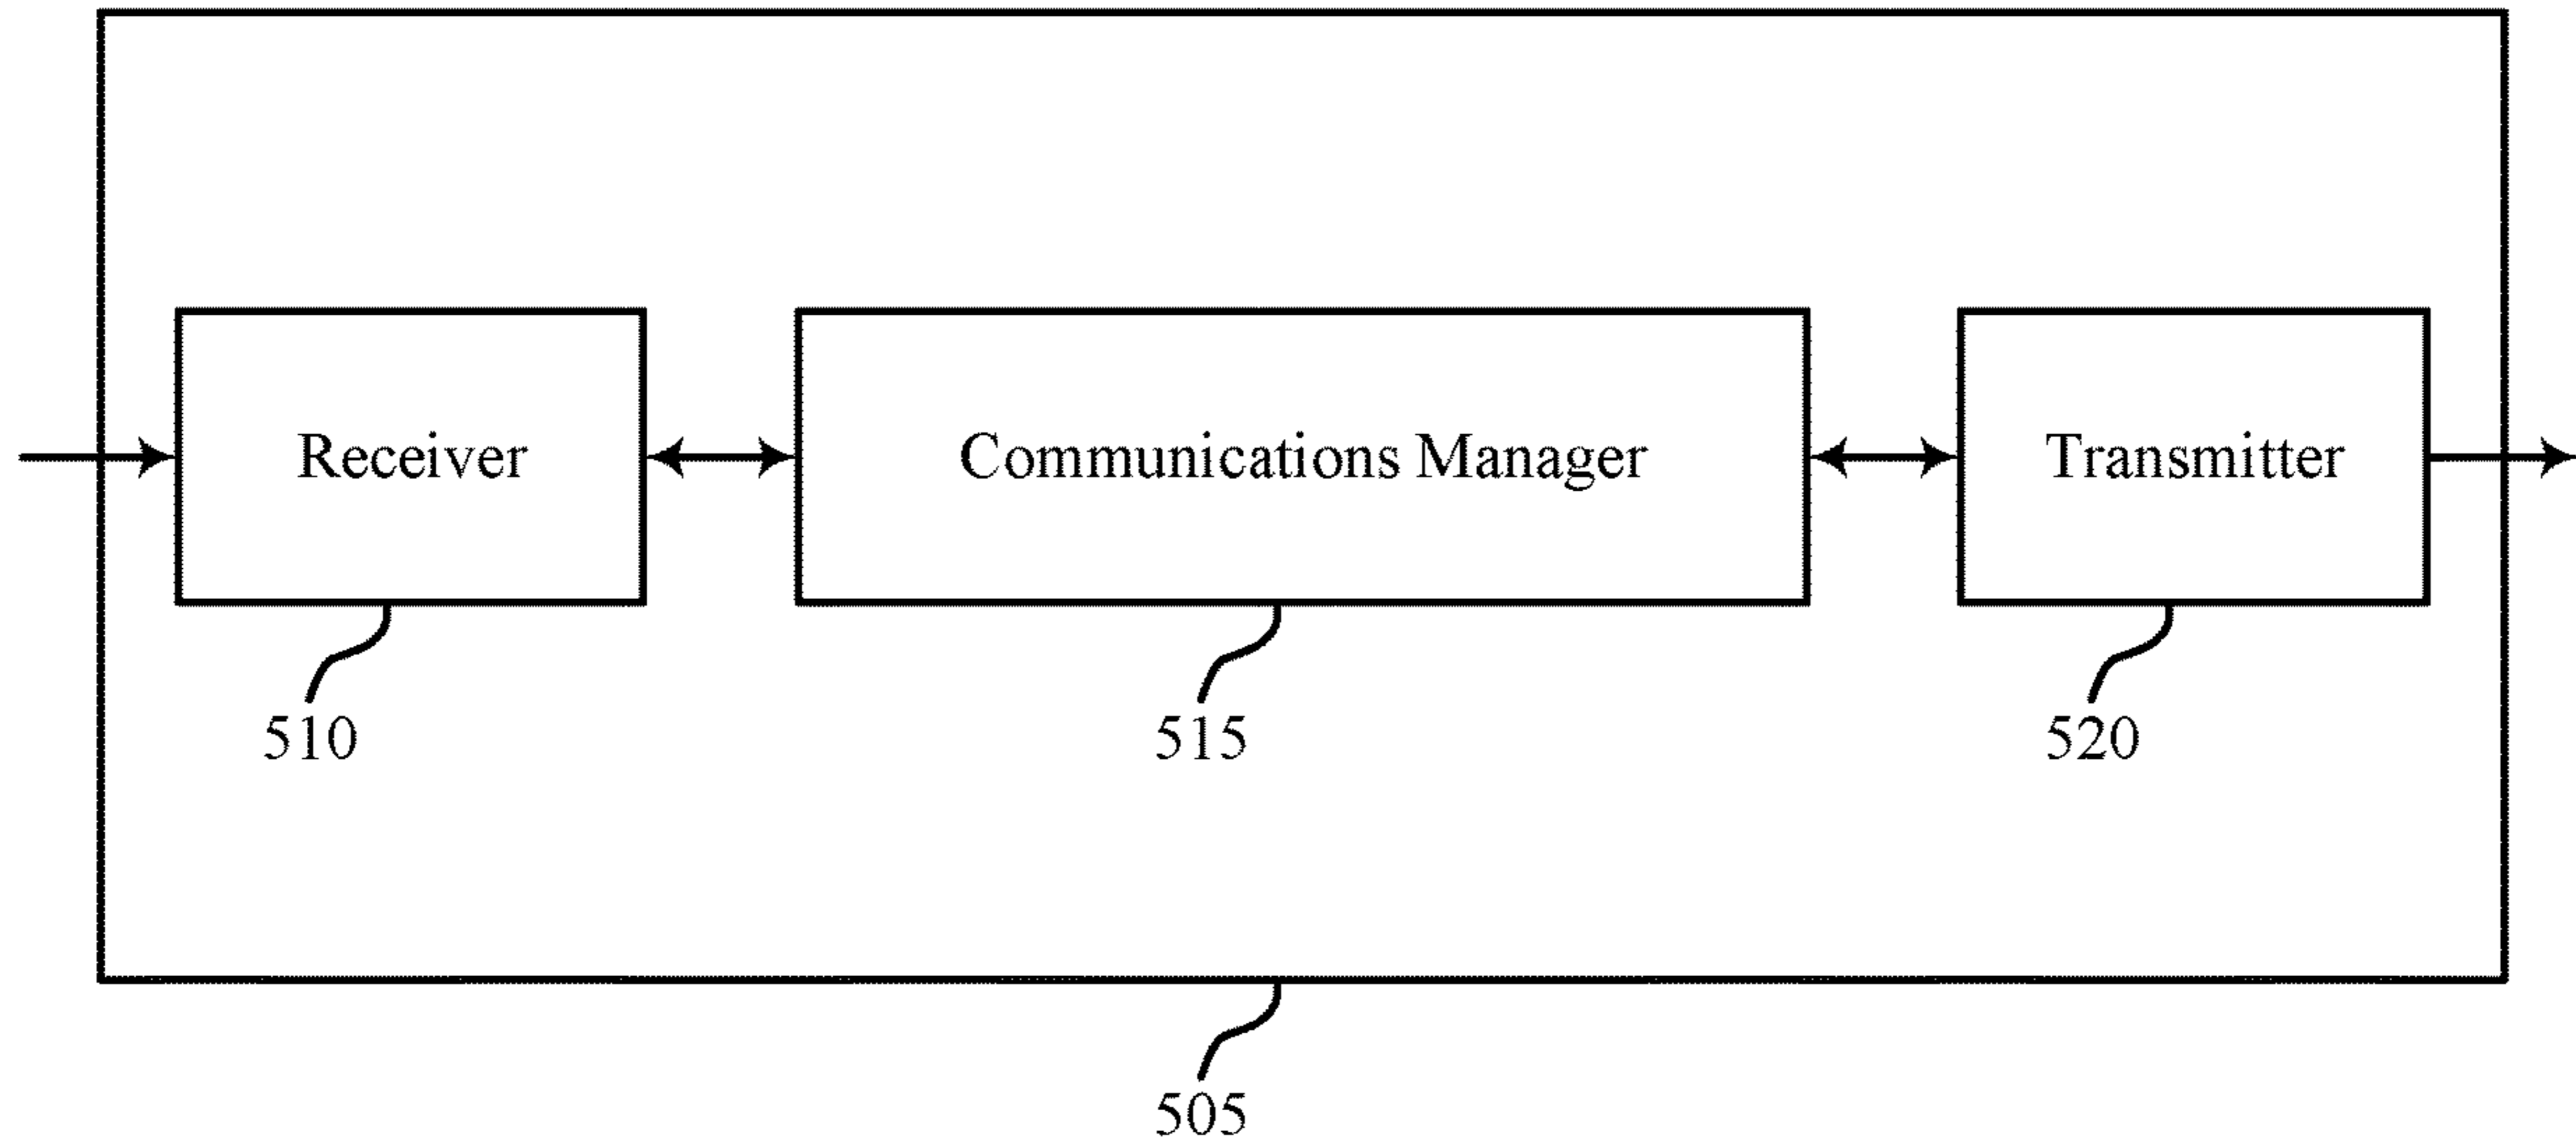 Receiver
Communications Manager
Transmitter
510
515
520
505